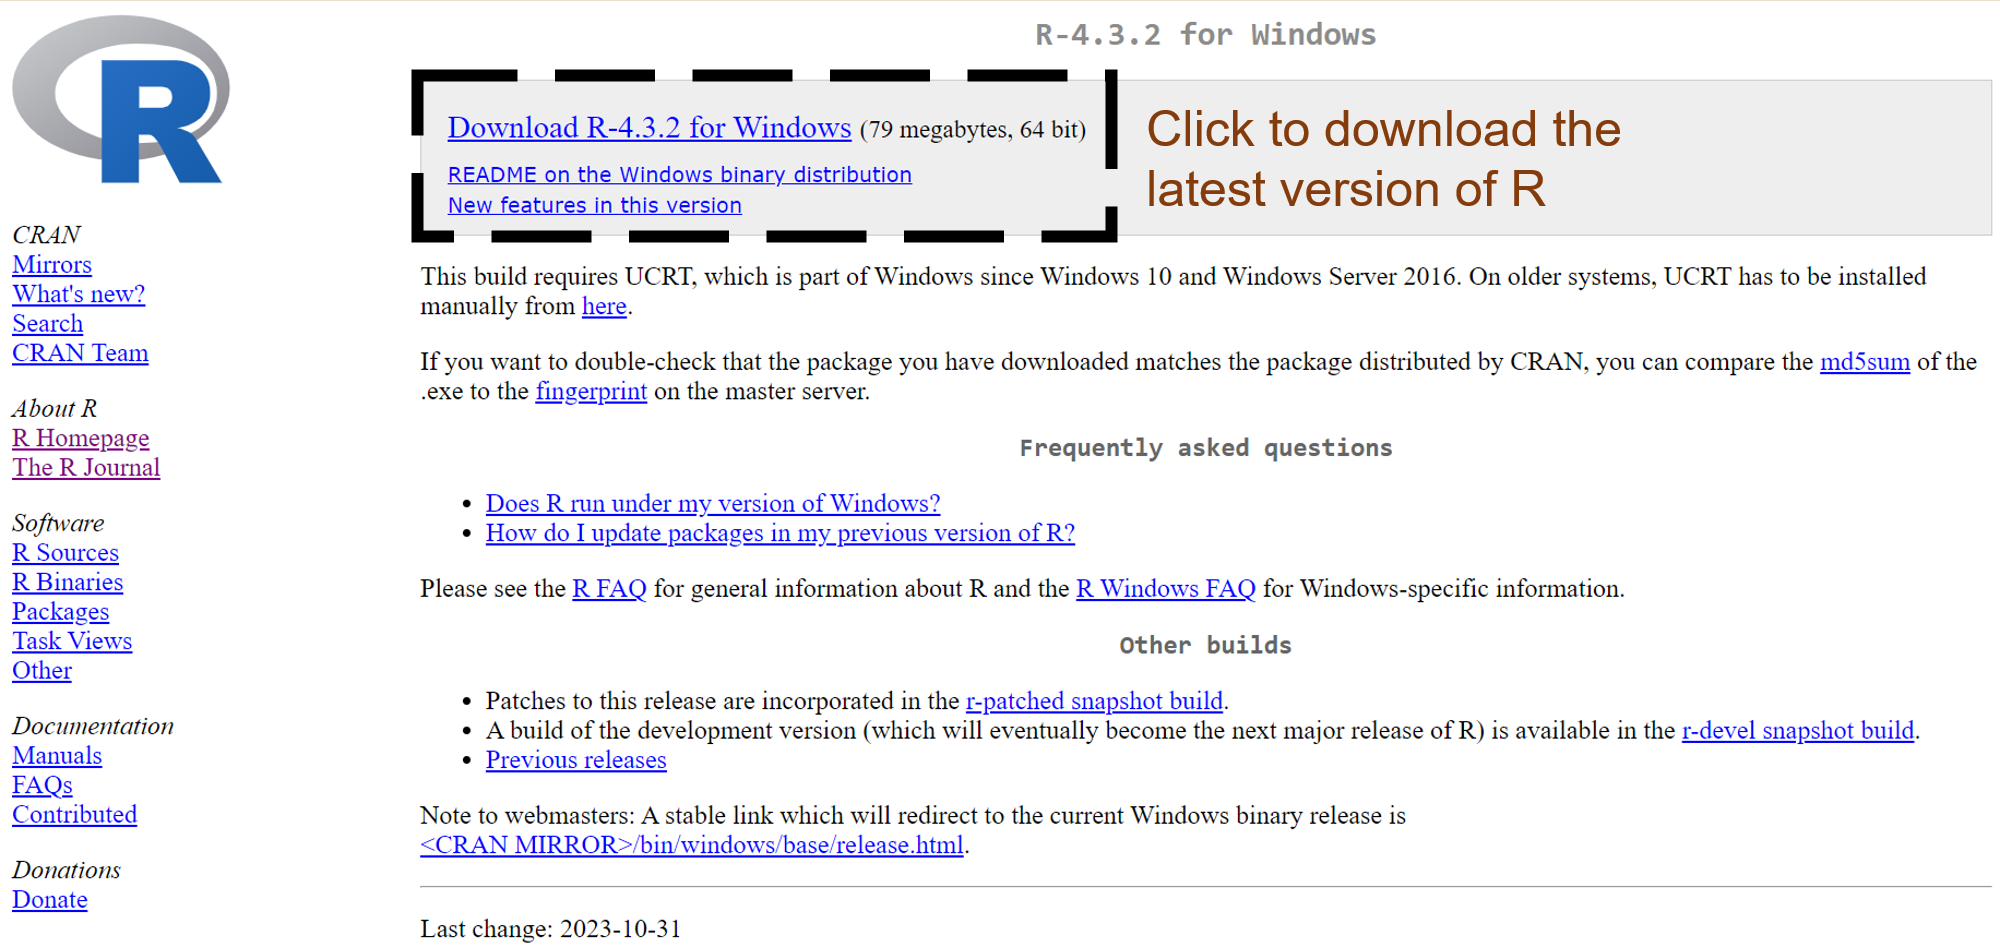 R
CRAN
Mirrors
What's new?
Search
CRAN Team
About R
R Homepage
The R Journal
Software
R Sources
R Binaries
Packages
Task Views
Other
Documentation
Manuals
FAQs
Contributed
Donations
Donate
R-4.3.2 for Windows
Download R-4.3.2 for Windows (79 megabytes, 64 bit)
README on the Windows binary distribution
New features in this version
Click to download the
latest version of R
This build requires UCRT, which is part of Windows since Windows 10 and Windows Server 2016. On older systems, UCRT has to be installed
manually from here.
If you want to double-check that the package you have downloaded matches the package distributed by CRAN, you can compare the md5sum of the
.exe to the fingerprint on the master server.
Frequently asked questions
• Does R run under my version of Windows?
• How do I update packages in my previous version of R?
Please see the R FAQ for general information about R and the R Windows FAQ for Windows-specific information.
Other builds
• Patches to this release are incorporated in the r-patched snapshot build.
• A build of the development version (which will eventually become the next major release of R) is available in the r-devel snapshot build.
• Previous releases
Note to webmasters: A stable link which will redirect to the current Windows binary release is
<CRAN MIRROR>/bin/windows/base/release.html.
Last change: 2023-10-31